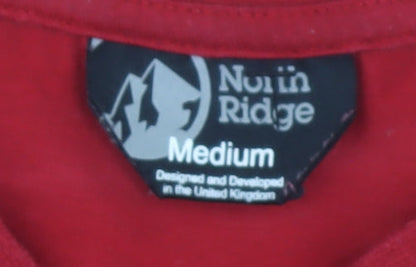 North
Ridge
Medium
Designed and Developed
in the United Kingdom